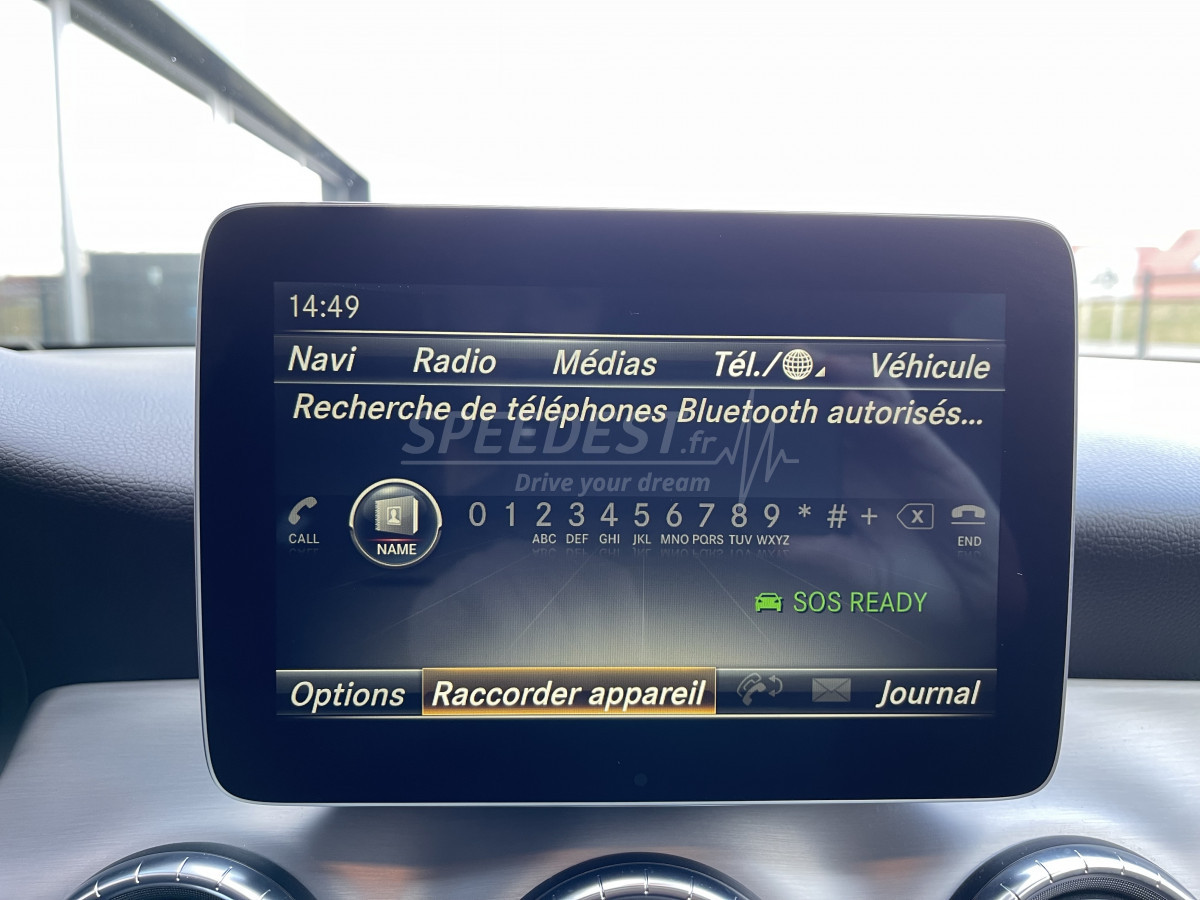 14:49
Navi Radio Médias Tél./ Véhicule
Recherche de téléphones Bluetooth autorisés...
SPEEDEST.fr
Drive your dream
0 1 2 3 4 5 6 7 8 9 * # + X
CALL NAME ABC DEF GHI JKL MNO PQRS TUV WXYZ END
SOS READY
Options Raccorder appareil Journal